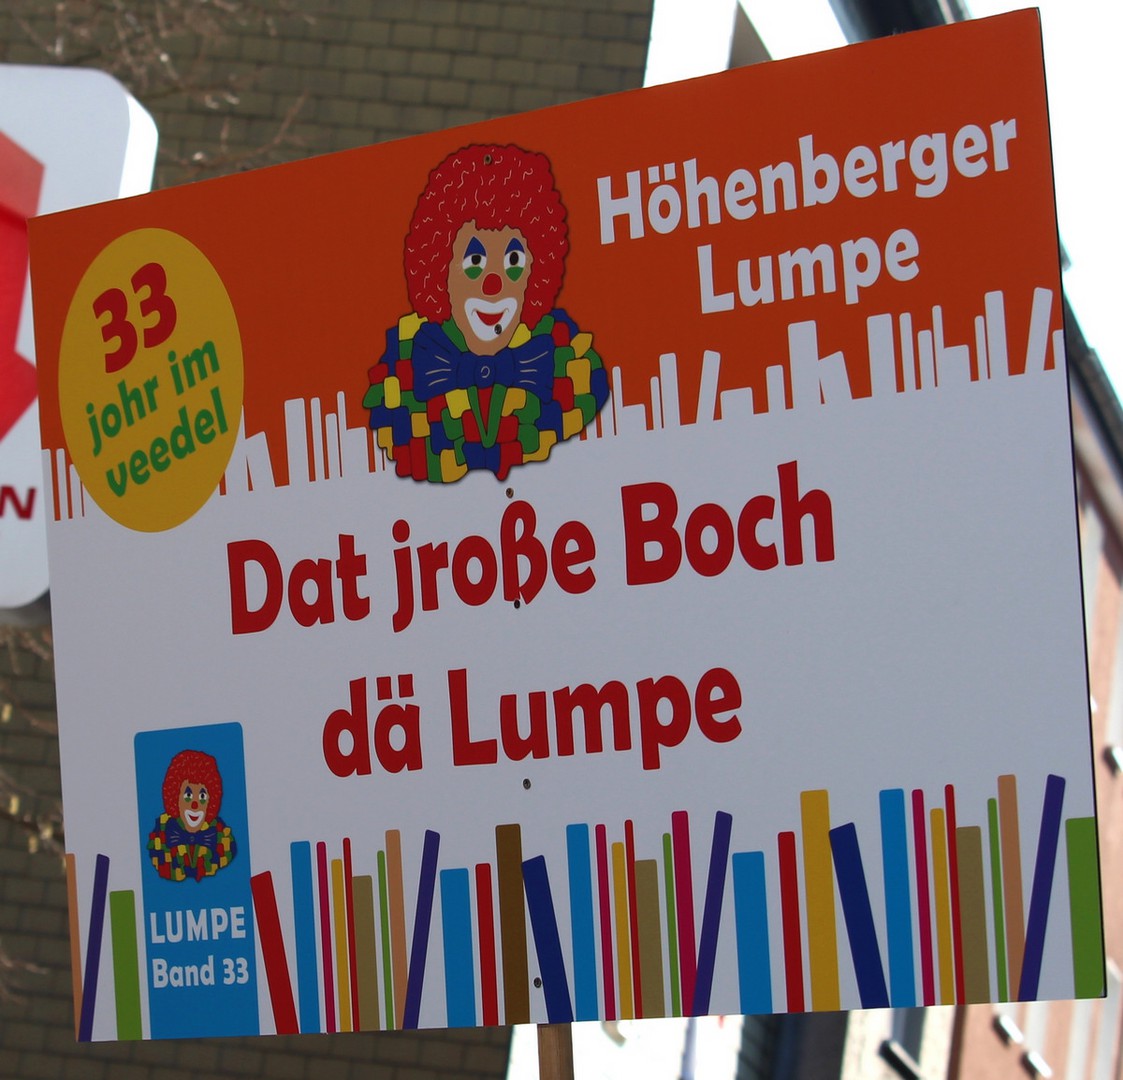 Höhenberger
Lumpe
33
johr im
veedel
Dat jroße Boch
dä Lumpe
LUMPE
Band 33
N